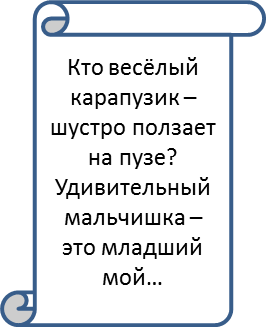 Кто весёлый
карапузик –
шустро ползает
на пузе?
Удивительный
мальчишка –
это младший
мой...